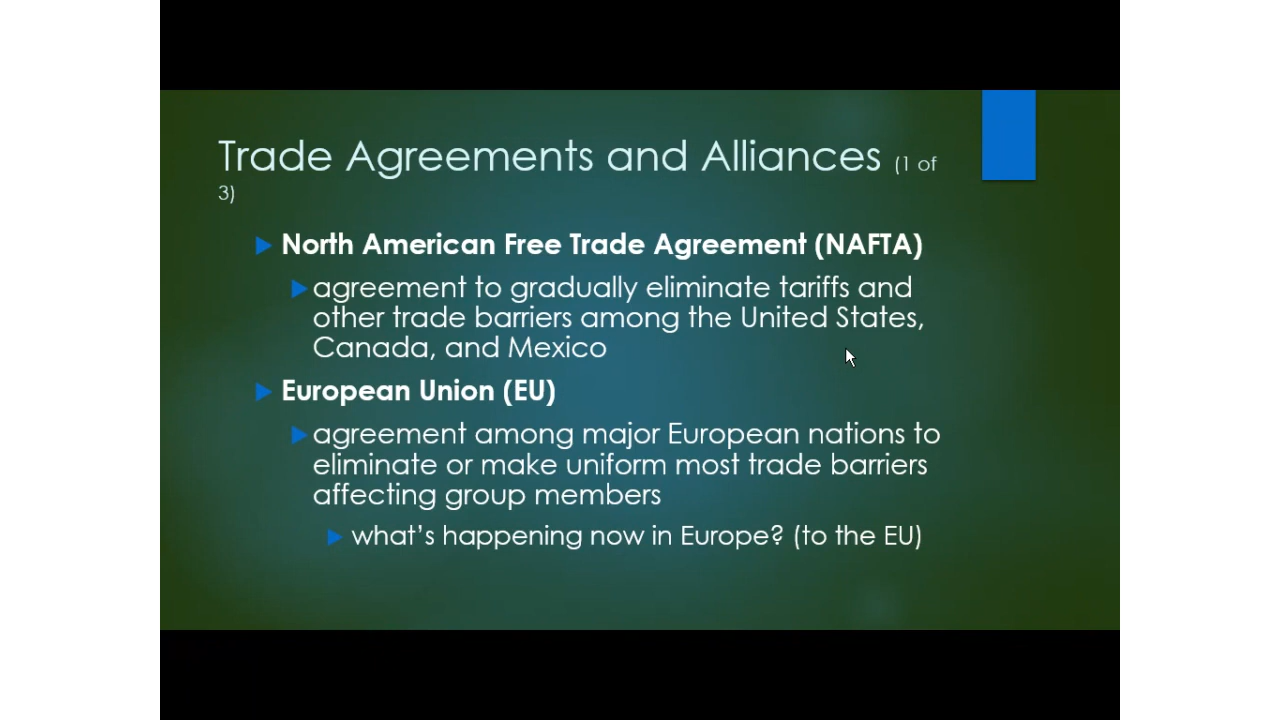 Trade Agreements and Alliances (1 of
3)
North American Free Trade Agreement (NAFTA)
agreement to gradually eliminate tariffs and
other trade barriers among the United States,
Canada, and Mexico
European Union (EU)
agreement among major European nations to
eliminate or make uniform most trade barriers
affecting group members
what's happening now in Europe? (to the EU)